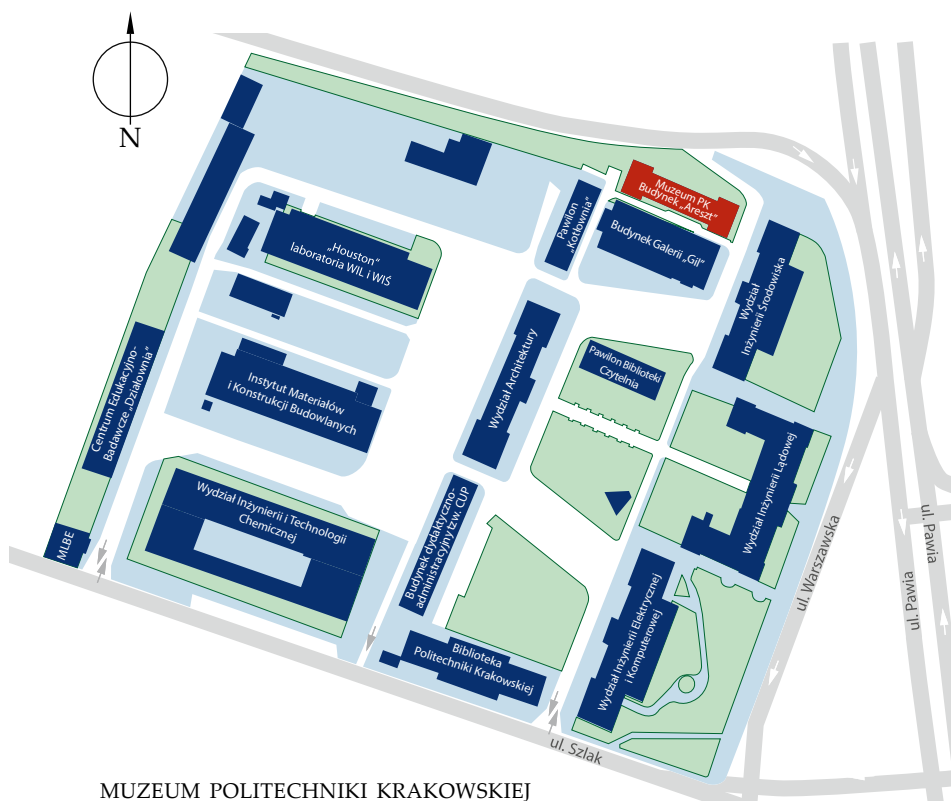 N
Muzeum PK
Budynek „Areszt”
Pawilon
„Kotłownia”
Budynek Galerii „Gil”
Wydział
Inżynierii Środowiska
„Houston”
laboratoria WIL i WIŚ
Wydział Architektury
Pawilon Biblioteki
Czytelnia
Centrum Edukacyjno-
Badawcze „Działownia”
Instytut Materiałów
i Konstrukcji Budowlanych
Wydział Inżynierii Lądowej
Wydział Inżynierii i Technologii
Chemicznej
Budynek dydaktyczno-
administracyjny tzw. CUP
MLBE
Wydział Inżynierii Elektrycznej
i Komputerowej
Biblioteka
Politechniki Krakowskiej
ul. Warszawska
ul. Pawia
ul. Pawia
ul. Szlak
MUZEUM POLITECHNIKI KRAKOWSKIEJ